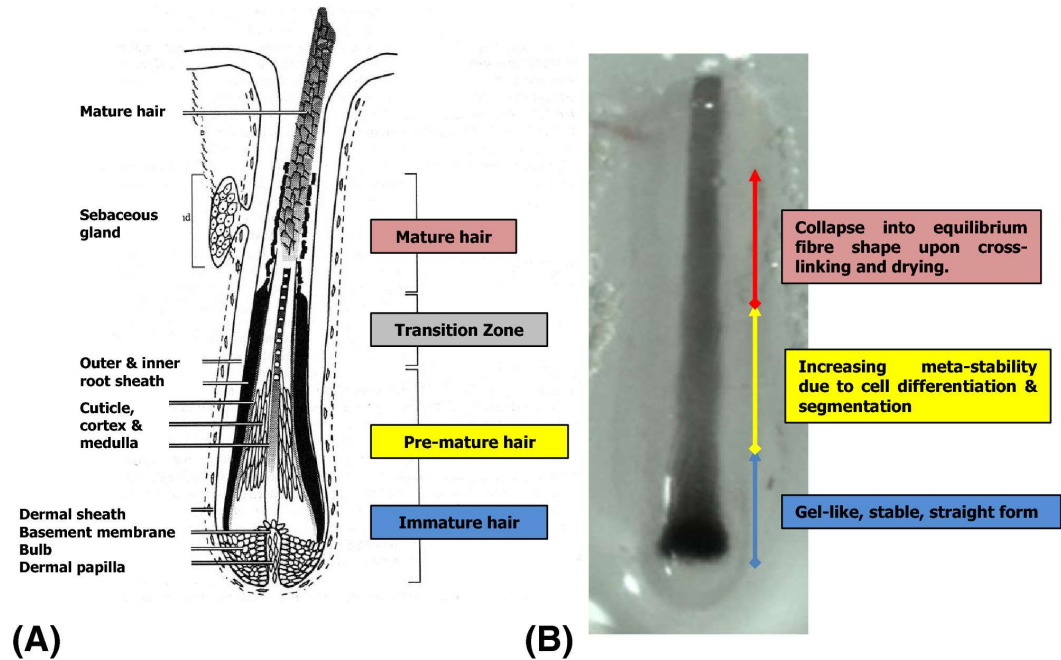 Mature hair
Sebaceous
gland
Outer & inner
root sheath
Cuticle,
cortex &
medulla
Dermal sheath
Basement membrane
Bulb
Dermal papilla
Mature hair
Transition Zone
Pre-mature hair
Immature hair
(A)
Collapse into equilibrium
fibre shape upon cross-
linking and drying.
Increasing meta-stability
due to cell differentiation &
segmentation
Gel-like, stable, straight form
(B)